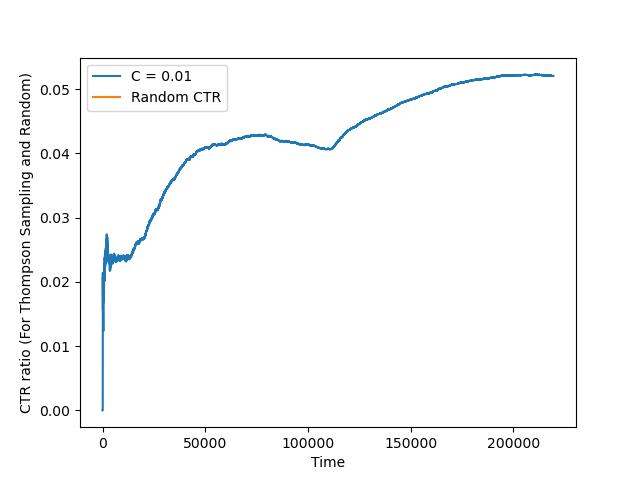 C = 0.01
Random CTR
CTR ratio (For Thompson Sampling and Random)
0.05
0.04
0.03
0.02
0.01
0.00
0
50000
100000
150000
200000
Time